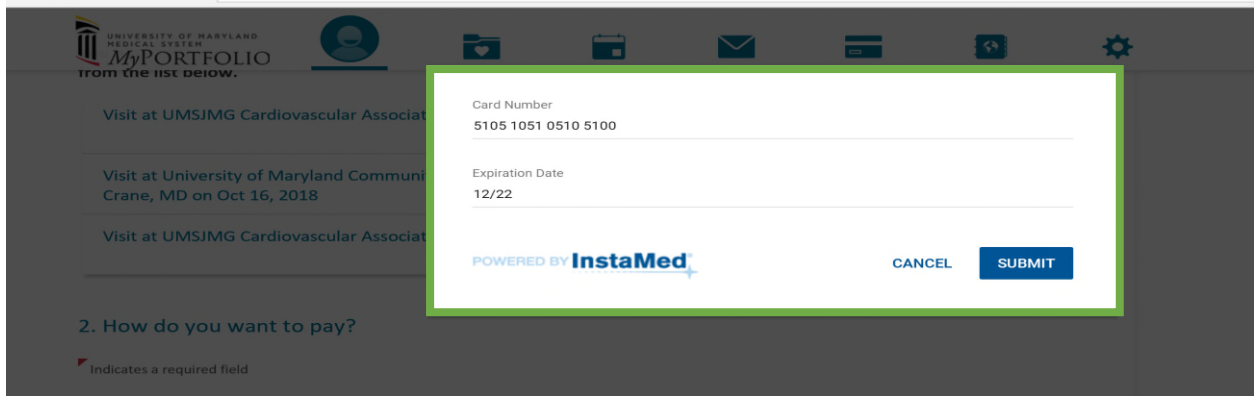 UNIVERSITY OF MARYLAND
MEDICAL SYSTEM
MyPORTFOLIO
from the list below.
Visit at UMSJMG Cardiovascular Associat
Visit at University of Maryland Communi
Crane, MD on Oct 16, 2018
Visit at UMSJMG Cardiovascular Associat
Card Number
5105 1051 0510 5100
Expiration Date
12/22
POWERED BY InstaMed
CANCEL
SUBMIT
2. How do you want to pay?
Indicates a required field